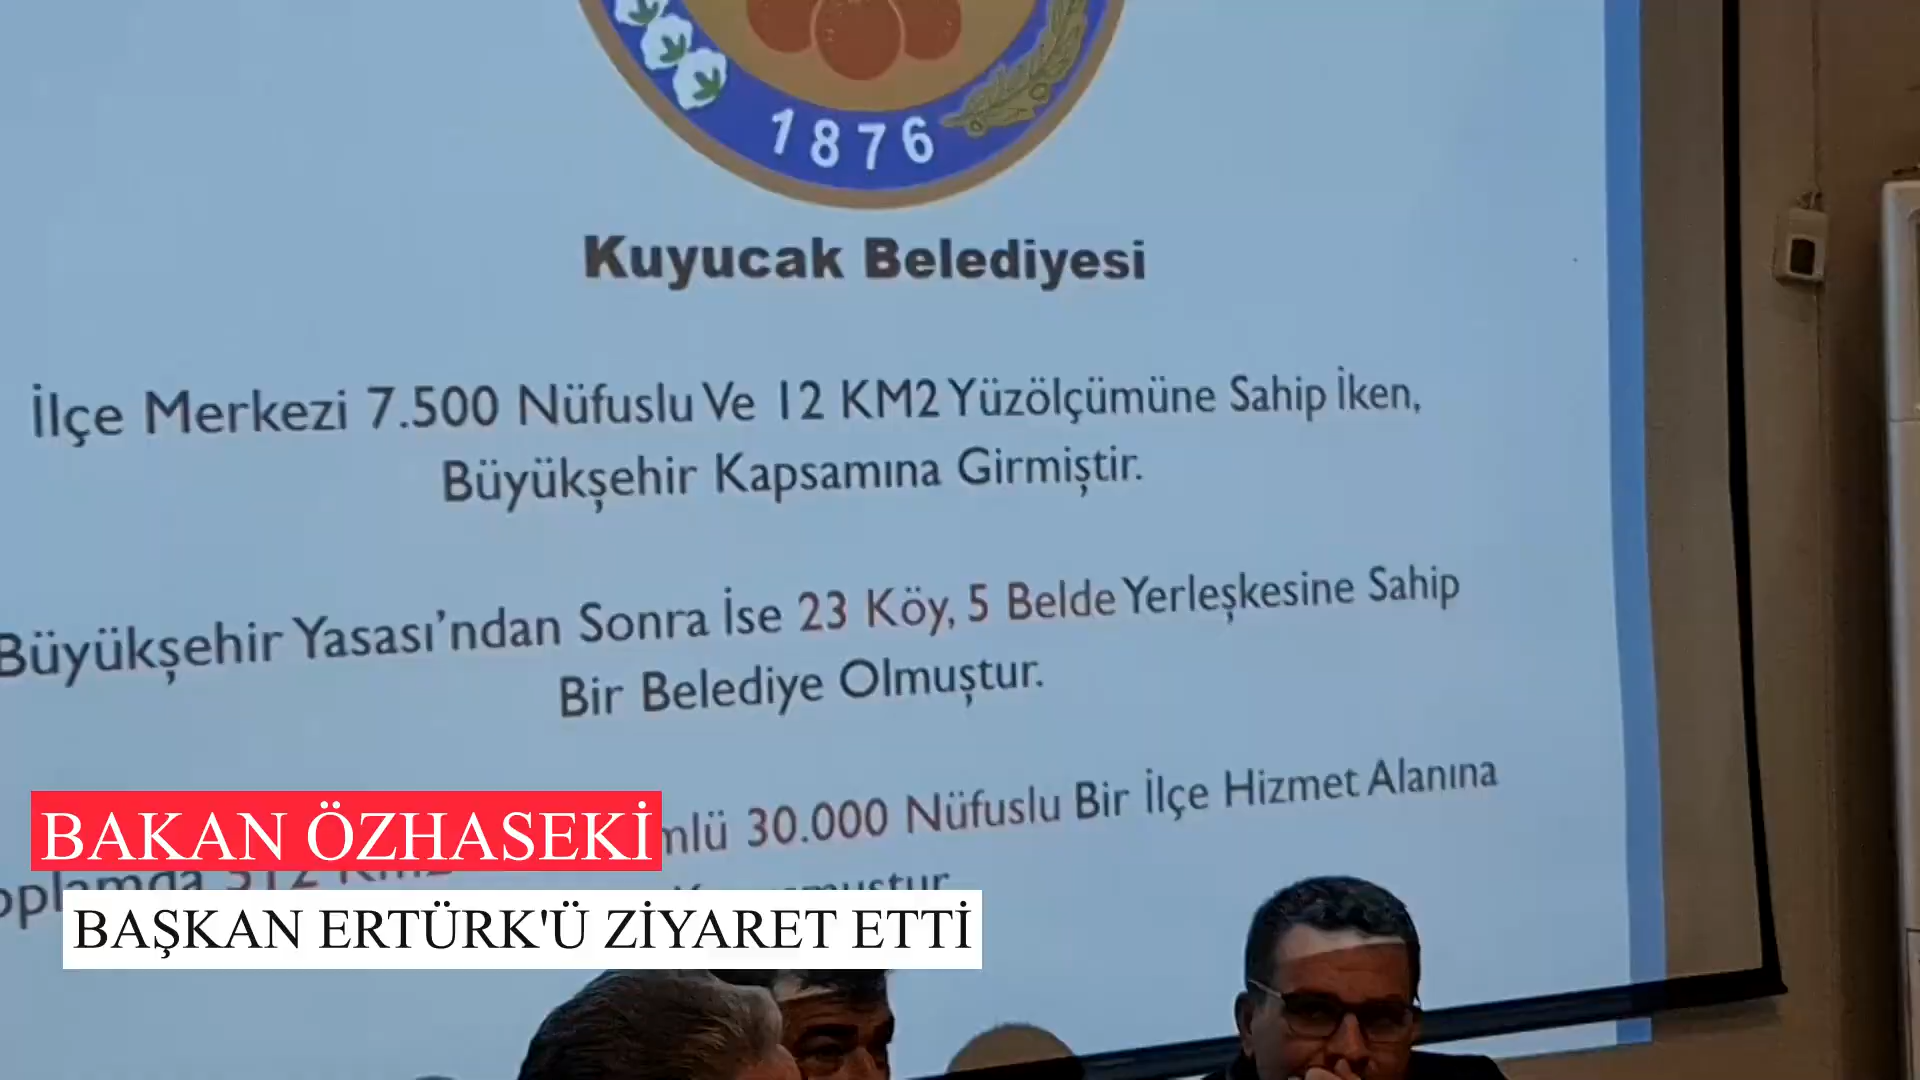 1876
Kuyucak Belediyesi
İlçe Merkezi 7.500 Nüfuslu Ve 12 KM2 Yüzölçümüne Sahip İken,
Büyükşehir Kapsamına Girmiştir.
Büyükşehir Yasası'ndan Sonra İse 23 Köy, 5 Belde Yerleşkesine Sahip
Bir Belediye Olmuştur.
30.000 Nüfuslu Bir İlçe Hizmet Alanına
BAKAN ÖZHASEKİ
BAŞKAN ERTÜRK'Ü ZİYARET ETTİ